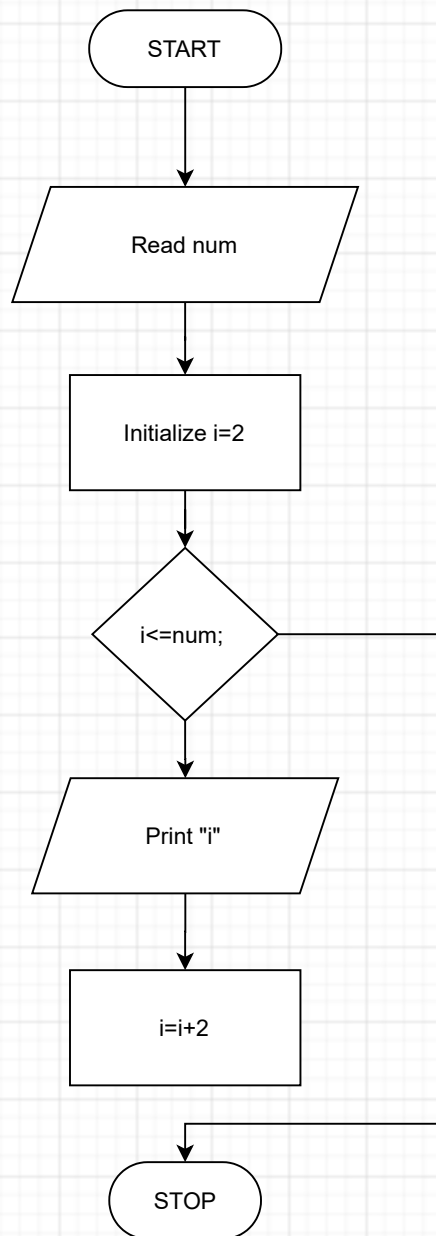 START
Read num
Initialize i=2
i<=num;
Print "i"
i=i+2
STOP